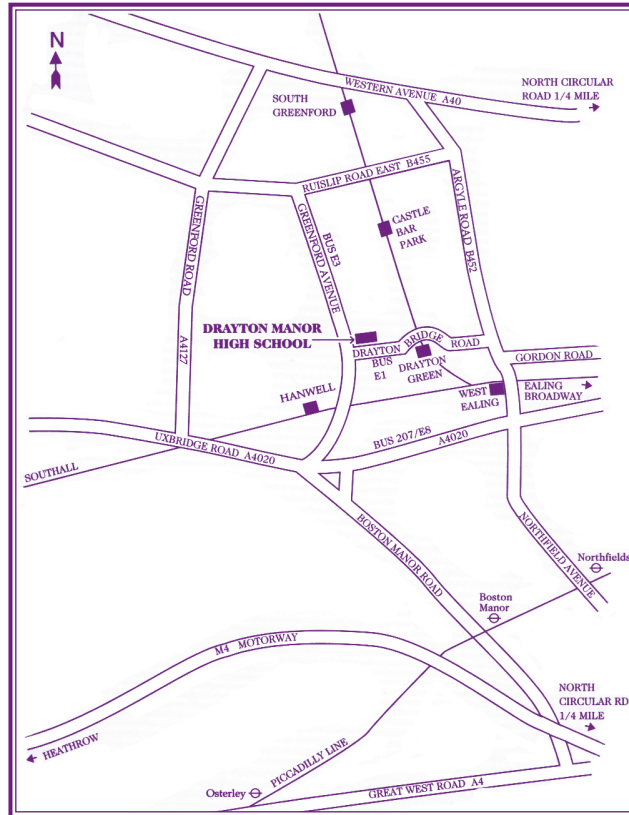 N
WESTERN AVENUE A40
NORTH CIRCULAR
ROAD 1/4 MILE
SOUTH
GREENFORD
RUISLIP ROAD EAST B455
GREENFORD ROAD
A4127
GREENFORD AVENUE
BUS E3
CASTLE
BAR
PARK
ARGYLE ROAD B452
DRAYTON MANOR
HIGH SCHOOL
DRAYTON BRIDGE ROAD
BUS
E1
DRAYTON
GREEN
GORDON ROAD
HANWELL
WEST
EALING
EALING
BROADWAY
UXBRIDGE ROAD A4020
BUS 207/E8
A4020
SOUTHALL
BOSTON MANOR ROAD
NORTHFIELD AVENUE
Northfields
Boston
Manor
M4 MOTORWAY
NORTH
CIRCULAR RD
1/4 MILE
HEATHROW
PICCADILLY LINE
Osterley
GREAT WEST ROAD A4